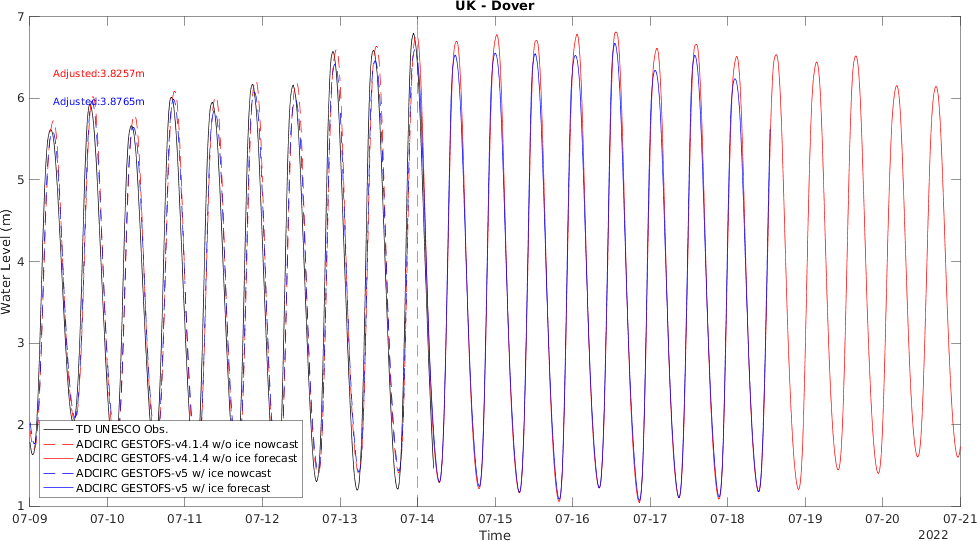 UK - Dover
7
6
5
4
3
2
1
Water Level (m)
Adjusted:3.8257m
Adjusted:3.8765m
TD UNESCO Obs.
ADCIRC GESTOFS-v4.1.4 w/o ice nowcast
ADCIRC GESTOFS-v4.1.4 w/o ice forecast
ADCIRC GESTOFS-v5 w/ ice nowcast
ADCIRC GESTOFS-v5 w/ ice forecast
07-09 07-10 07-11 07-12 07-13 07-14 07-15 07-16 07-17 07-18 07-19 07-20 07-21
Time
2022